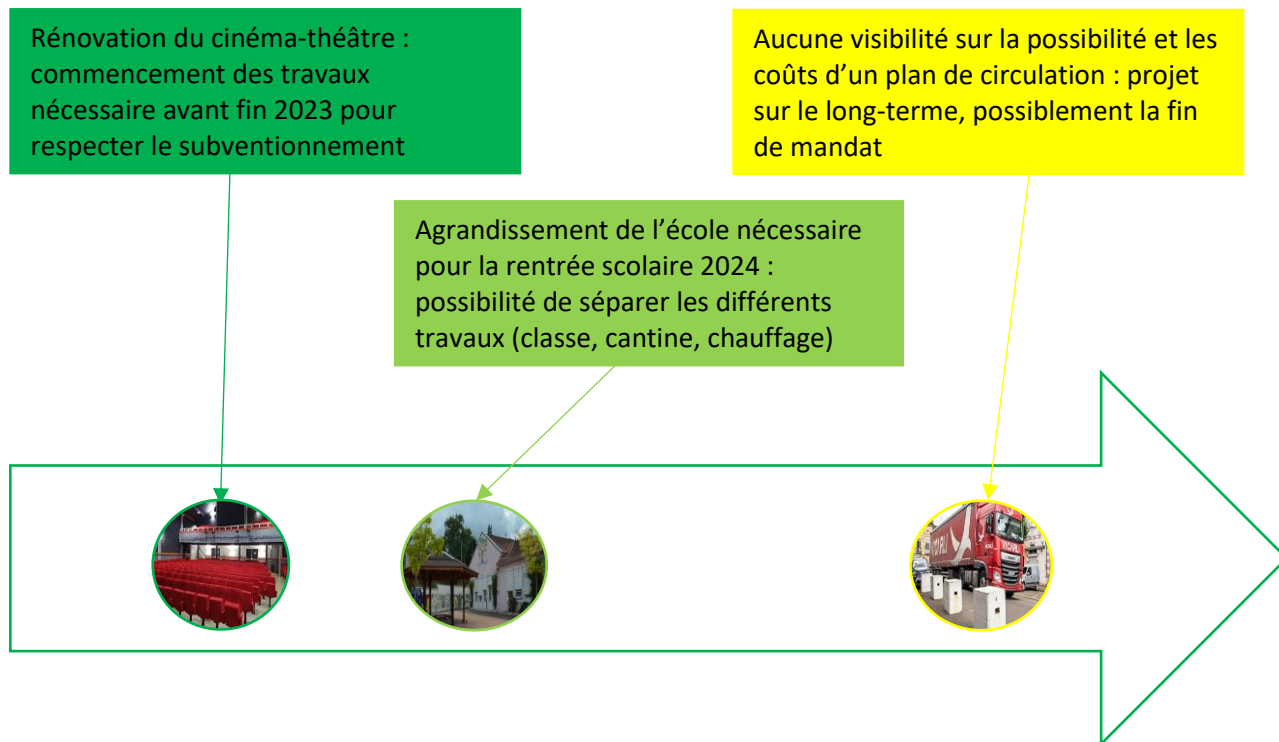 Rénovation du cinéma-théâtre :
commencement des travaux
nécessaire avant fin 2023 pour
respecter le subventionnement
Aucune visibilité sur la possibilité et les
coûts d’un plan de circulation : projet
sur le long-terme, possiblement la fin
de mandat
Agrandissement de l’école nécessaire
pour la rentrée scolaire 2024 :
possibilité de séparer les différents
travaux (classe, cantine, chauffage)